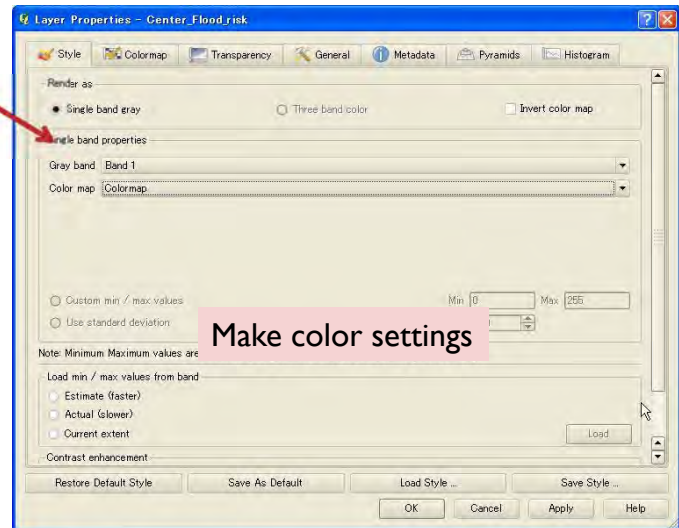 Layer Properties - Center_Flood_risk
Style Colormap Transparency General Metadata Pyramids Histogram
Render as
Single band gray Three band color Invert color map
Single band properties
Gray band Band 1
Color map Colormap
Custom min / max values Min 0 Max 255
Use standard deviation
Make color settings
Note: Minimum Maximum values are
Load min / max values from band
Estimate (faster)
Actual (slower)
Current extent Load
Contrast enhancement
Restore Default Style Save As Default Load Style ... Save Style ...
OK Cancel Apply Help